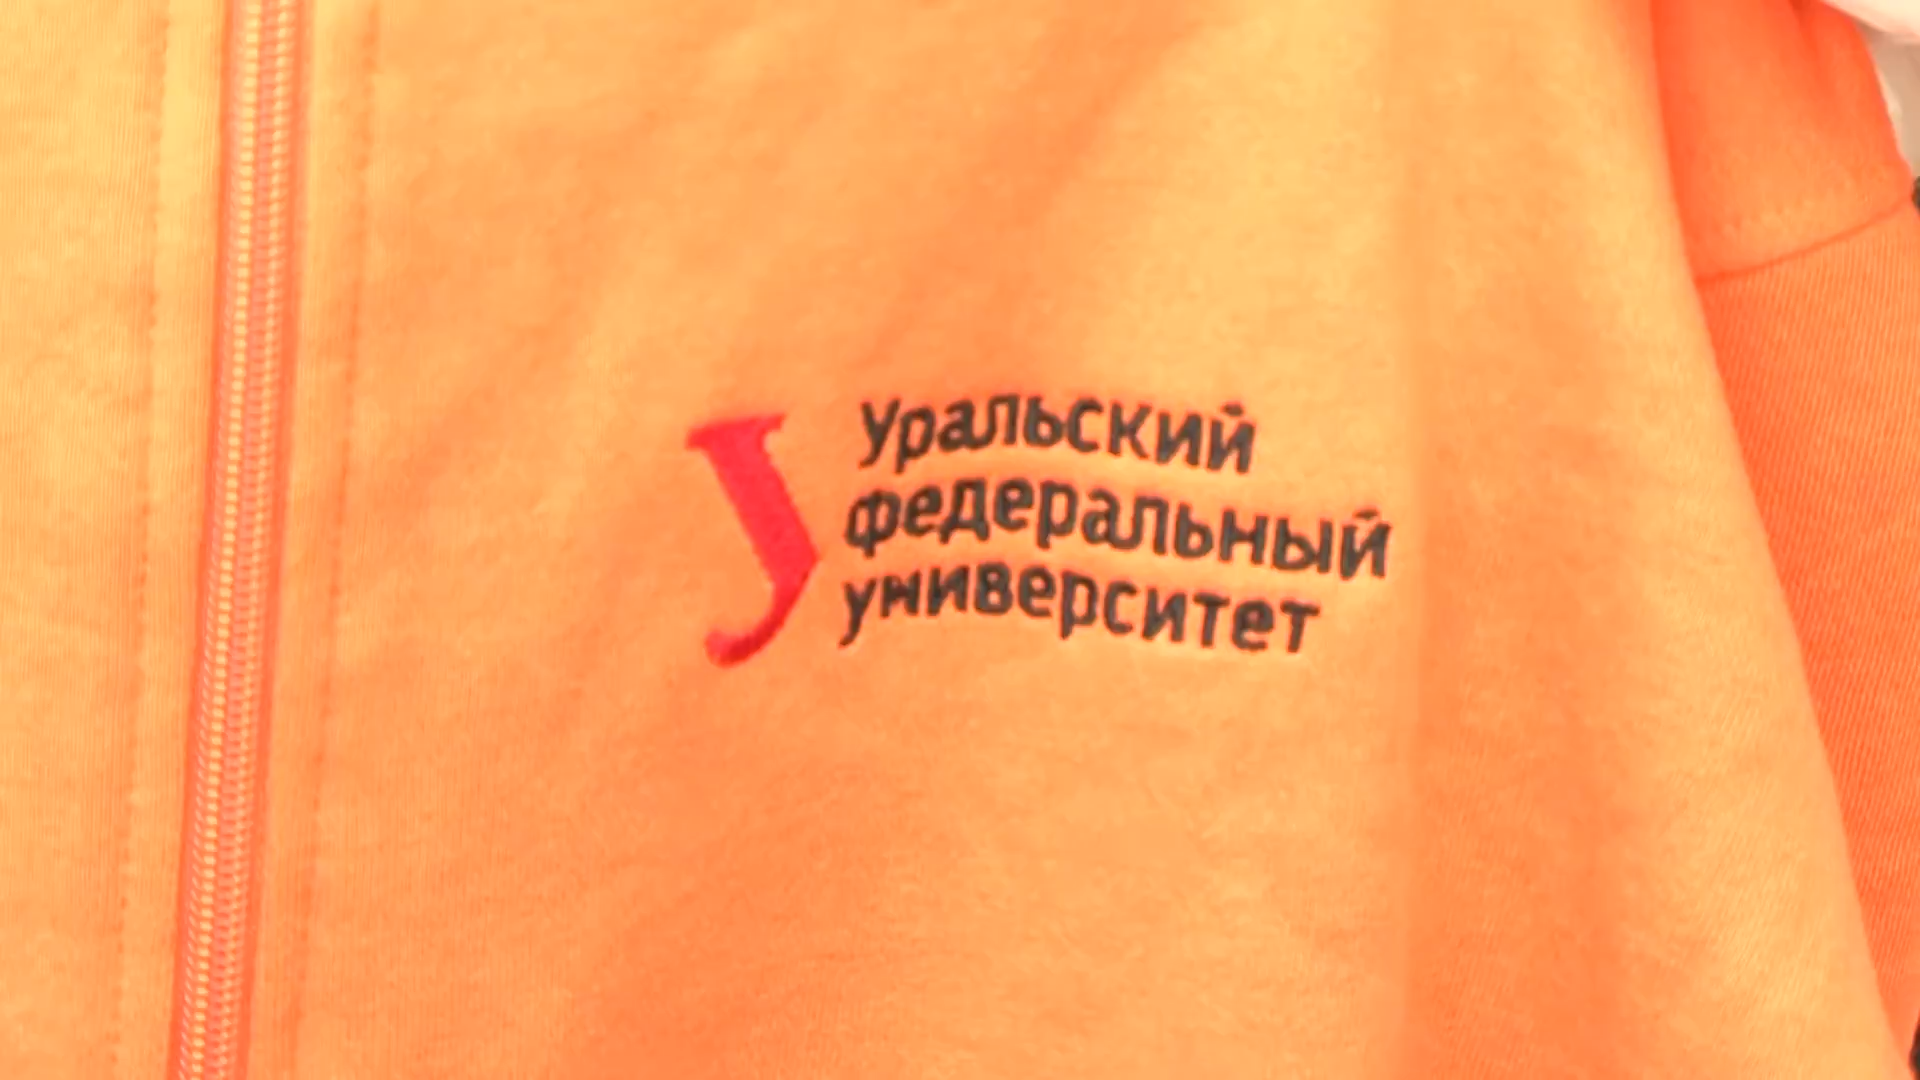 У
Уральский
федеральный
университет